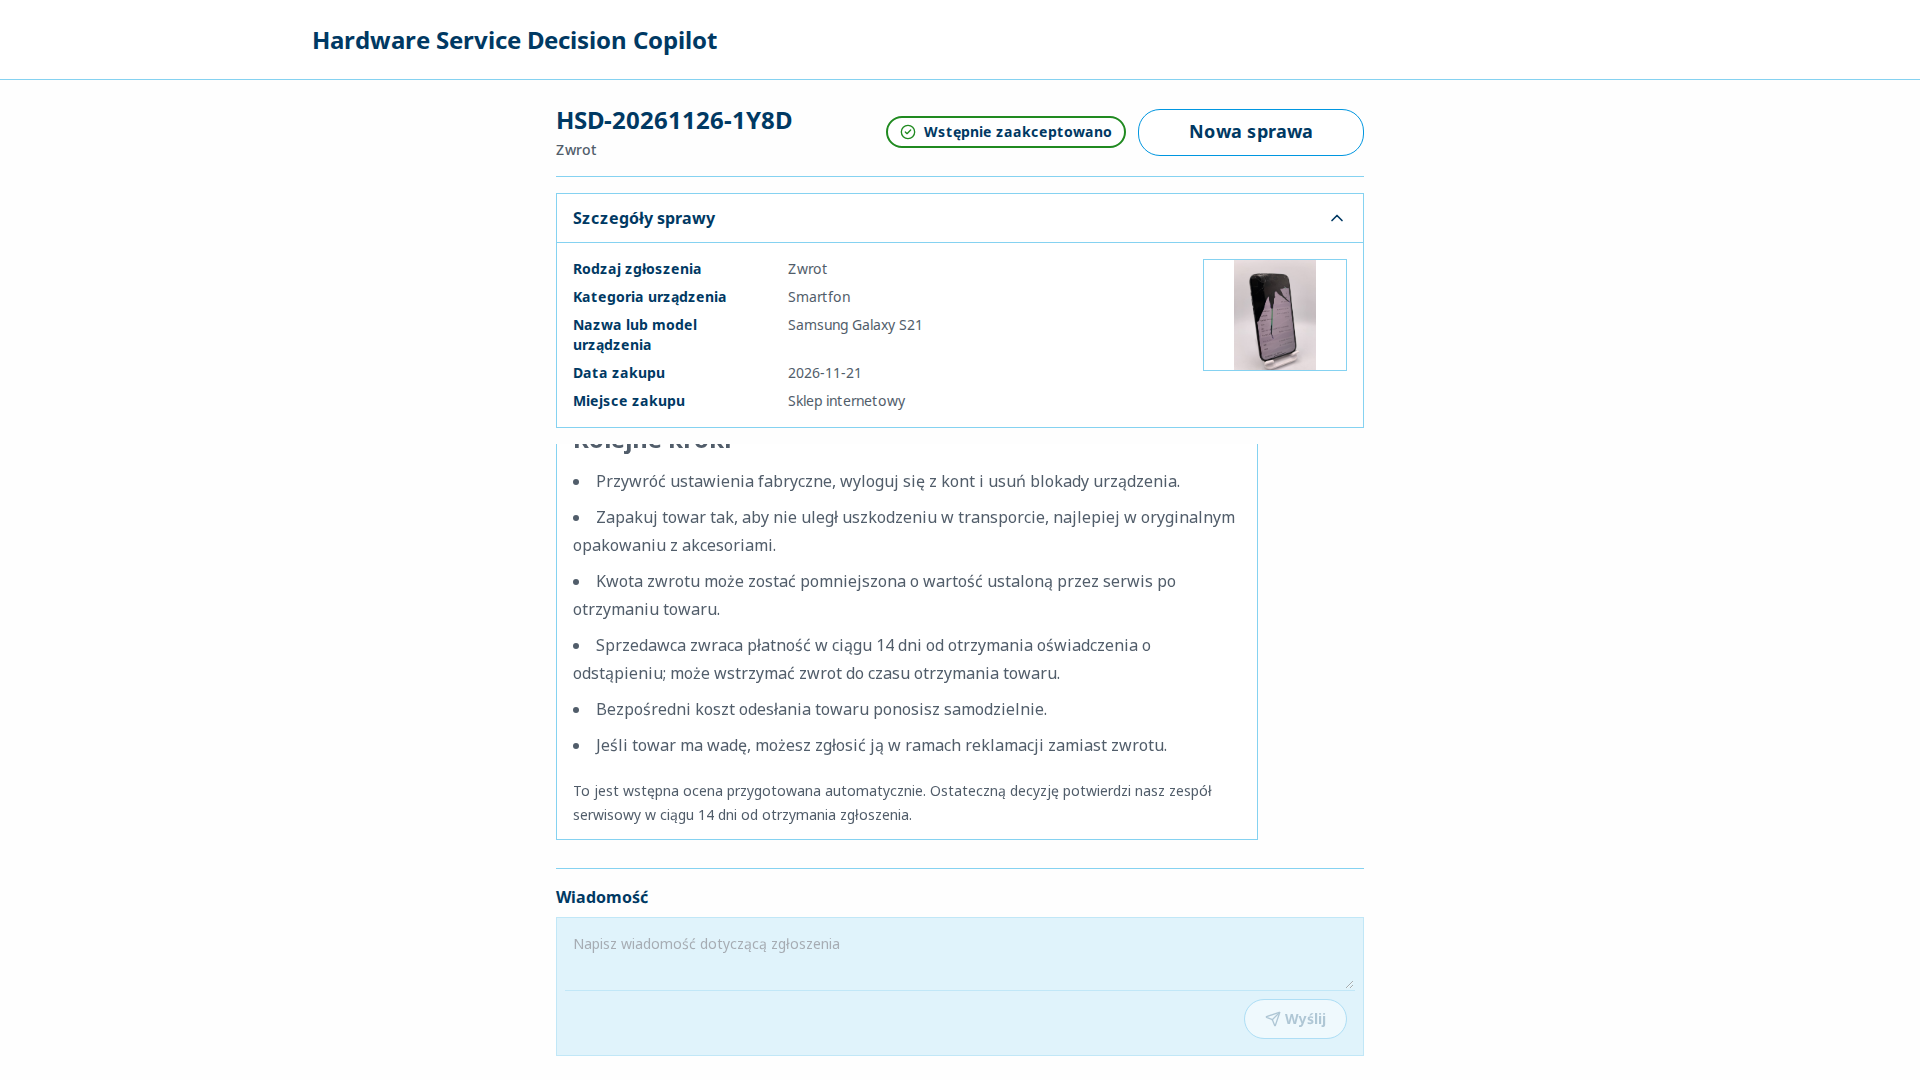 Hardware Service Decision Copilot
HSD-20261126-1Y8D
Zwrot
Wstępnie zaakceptowano
Nowa sprawa
Szczegóły sprawy
Rodzaj zgłoszenia
Zwrot
Kategoria urządzenia
Smartfon
Nazwa lub model
urządzenia
Samsung Galaxy S21
Data zakupu
2026-11-21
Miejsce zakupu
Sklep internetowy
Kolejne kroki
• Przywróć ustawienia fabryczne, wyloguj się z kont i usuń blokady urządzenia.
• Zapakuj towar tak, aby nie uległ uszkodzeniu w transporcie, najlepiej w oryginalnym
opakowaniu z akcesoriami.
• Kwota zwrotu może zostać pomniejszona o wartość ustaloną przez serwis po
otrzymaniu towaru.
• Sprzedawca zwraca płatność w ciągu 14 dni od otrzymania oświadczenia o
odstąpieniu; może wstrzymać zwrot do czasu otrzymania towaru.
• Bezpośredni koszt odesłania towaru ponosisz samodzielnie.
• Jeśli towar ma wadę, możesz zgłosić ją w ramach reklamacji zamiast zwrotu.
To jest wstępna ocena przygotowana automatycznie. Ostateczną decyzję potwierdzi nasz zespół
serwisowy w ciągu 14 dni od otrzymania zgłoszenia.
Wiadomość
Napisz wiadomość dotyczącą zgłoszenia
Wyślij